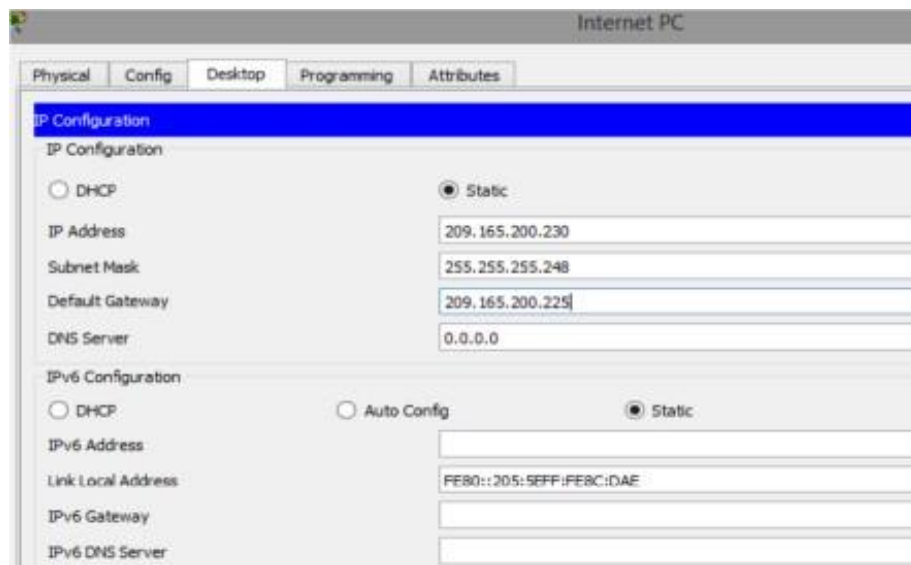 Internet PC
Physical Config Desktop Programming Attributes
IP Configuration
IP Configuration
DHCP Static
IP Address 209.165.200.230
Subnet Mask 255.255.255.248
Default Gateway 209.165.200.225
DNS Server 0.0.0.0
IPv6 Configuration
DHCP Auto Config Static
IPv6 Address
Link Local Address FE80::205:5EFF:FE8C:DAE
IPv6 Gateway
IPv6 DNS Server